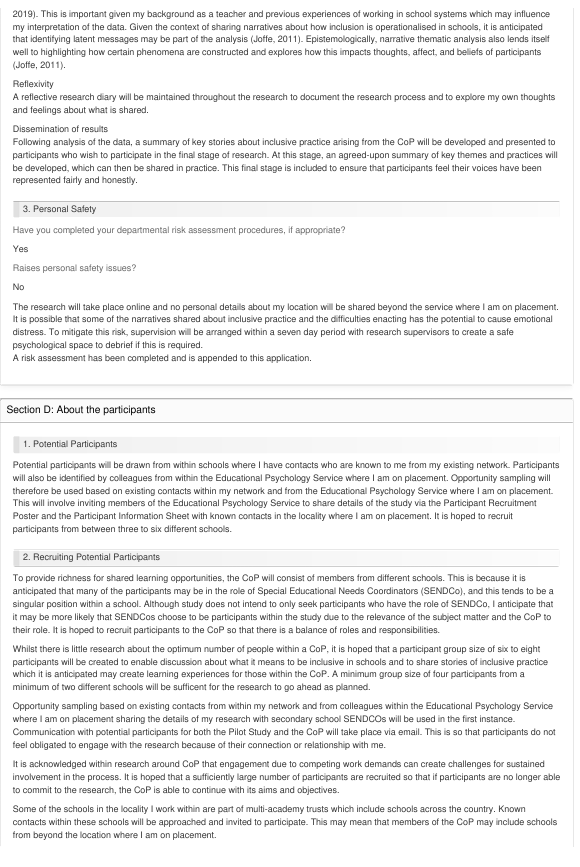 2019). This is important given my background as a teacher and previous experiences of working in school systems which may influence
my interpretation of the data. Given the context of sharing narratives about how inclusion is operationalised in schools, it is anticipated
that identifying latent messages may be part of the analysis (Joffe, 2011). Epistemologically, narrative thematic analysis also lends itself
well to highlighting how certain phenomena are constructed and explores how this impacts thoughts, affect, and beliefs of participants
(Joffe, 2011).
Reflexivity
A reflective research diary will be maintained throughout the research to document the research process and to explore my own thoughts
and feelings about what is shared.
Dissemination of results
Following analysis of the data, a summary of key stories about inclusive practice arising from the CoP will be developed and presented to
participants who wish to participate in the final stage of research. At this stage, an agreed-upon summary of key themes and practices will
be developed, which can then be shared in practice. This final stage is included to ensure that participants feel their voices have been
represented fairly and honestly.
3. Personal Safety
Have you completed your departmental risk assessment procedures, if appropriate?
Yes
Raises personal safety issues?
No
The research will take place online and no personal details about my location will be shared beyond the service where I am on placement.
It is possible that some of the narratives shared about inclusive practice and the difficulties enacting has the potential to cause emotional
distress. To mitigate this risk, supervision will be arranged within a seven day period with research supervisors to create a safe
psychological space to debrief if this is required.
A risk assessment has been completed and is appended to this application.
Section D: About the participants
1. Potential Participants
Potential participants will be drawn from within schools where I have contacts who are known to me from my existing network. Participants
will also be identified by colleagues from within the Educational Psychology Service where I am on placement. Opportunity sampling will
therefore be used based on existing contacts within my network and from the Educational Psychology Service where I am on placement.
This will involve inviting members of the Educational Psychology Service to share details of the study via the Participant Recruitment
Poster and the Participant Information Sheet with known contacts in the locality where I am on placement. It is hoped to recruit
participants from between three to six different schools.
2. Recruiting Potential Participants
To provide richness for shared learning opportunities, the CoP will consist of members from different schools. This is because it is
anticipated that many of the participants may be in the role of Special Educational Needs Coordinators (SENDCo), and this tends to be a
singular position within a school. Although study does not intend to only seek participants who have the role of SENDCo, I anticipate that
it may be more likely that SENDCos choose to be participants within the study due to the relevance of the subject matter and the CoP to
their role. It is hoped to recruit participants to the CoP so that there is a balance of roles and responsibilities.
Whilst there is little research about the optimum number of people within a CoP, it is hoped that a participant group size of six to eight
participants will be created to enable discussion about what it means to be inclusive in schools and to share stories of inclusive practice
which it is anticipated may create learning experiences for those within the CoP. A minimum group size of four participants from a
minimum of two different schools will be sufficent for the research to go ahead as planned.
Opportunity sampling based on existing contacts from within my network and from colleagues within the Educational Psychology Service
where I am on placement sharing the details of my research with secondary school SENDCOs will be used in the first instance.
Communication with potential participants for both the Pilot Study and the CoP will take place via email. This is so that participants do not
feel obligated to engage with the research because of their connection or relationship with me.
It is acknowledged within research around CoP that engagement due to competing work demands can create challenges for sustained
involvement in the process. It is hoped that a sufficiently large number of participants are recruited so that if participants are no longer able
to commit to the research, the CoP is able to continue with its aims and objectives.
Some of the schools in the locality I work within are part of multi-academy trusts which include schools across the country. Known
contacts within these schools will be approached and invited to participate. This may mean that members of the CoP may include schools
from beyond the location where I am on placement.